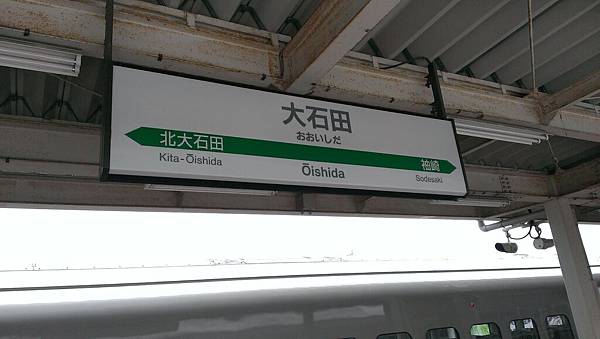 大石田
おおいしだ
北大石田
袖崎
Kita-Ōishida
Ōishida
Sodesaki